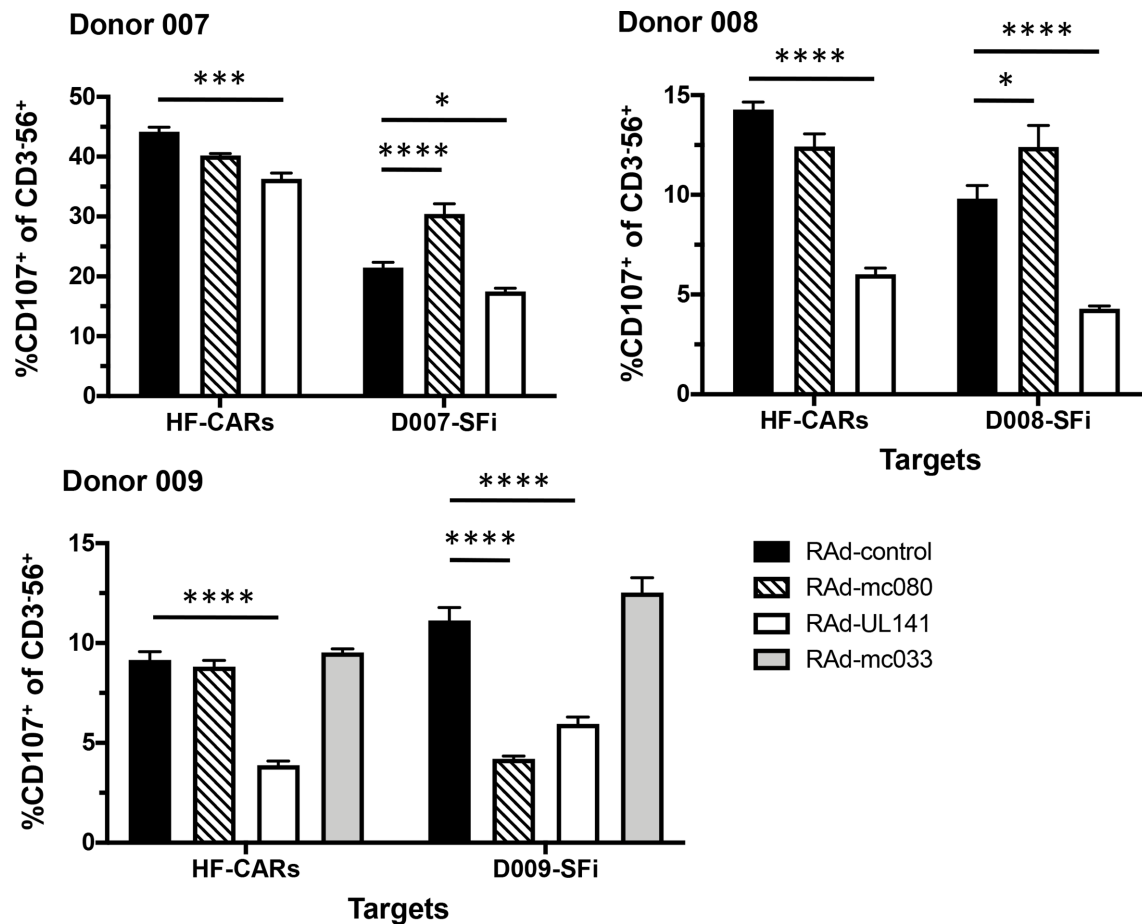 Donor 007
%CD107⁺ of CD3⁻56⁺
50
40
30
20
10
0
***
*
****
HF-CARs
D007-SFi
Donor 008
%CD107⁺ of CD3⁻56⁺
15
10
5
0
****
****
*
HF-CARs
D008-SFi
Targets
Donor 009
%CD107⁺ of CD3⁻56⁺
15
10
5
0
****
****
****
HF-CARs
D009-SFi
Targets
RAd-control
RAd-mc080
RAd-UL141
RAd-mc033